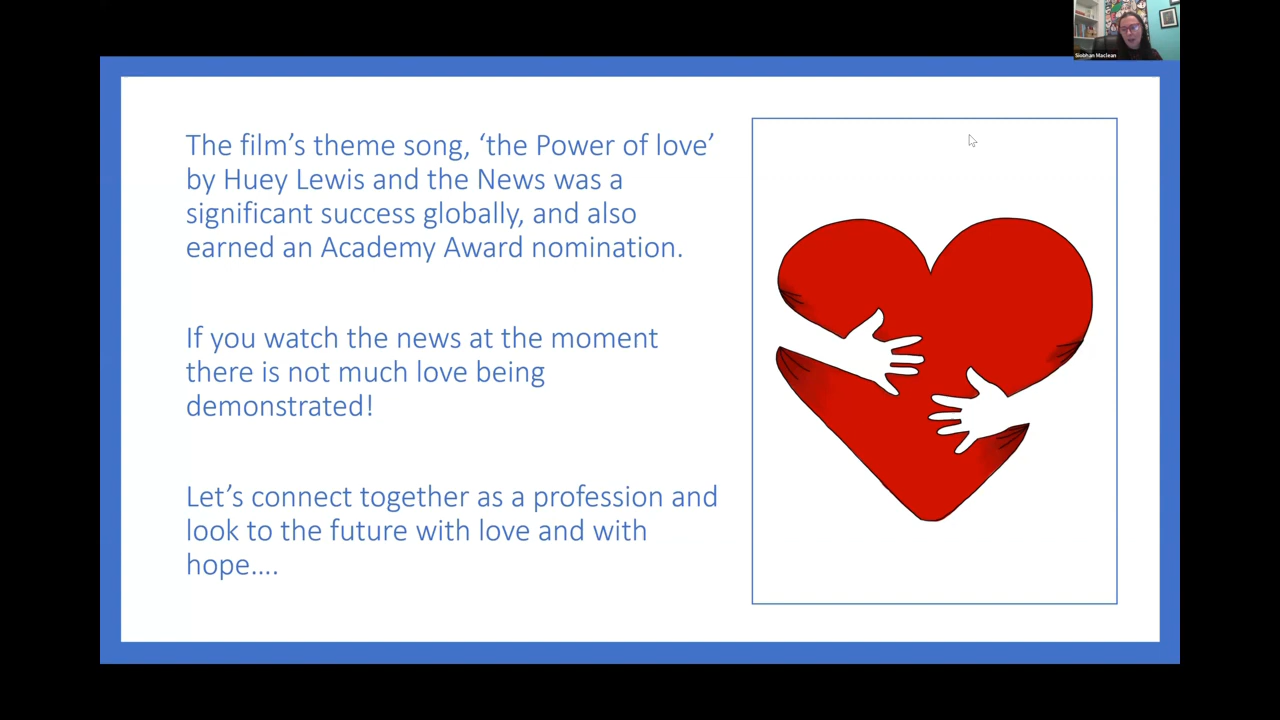 Siobhan Maclean
The film’s theme song, ‘the Power of love’
by Huey Lewis and the News was a
significant success globally, and also
earned an Academy Award nomination.
If you watch the news at the moment
there is not much love being
demonstrated!
Let’s connect together as a profession and
look to the future with love and with
hope….